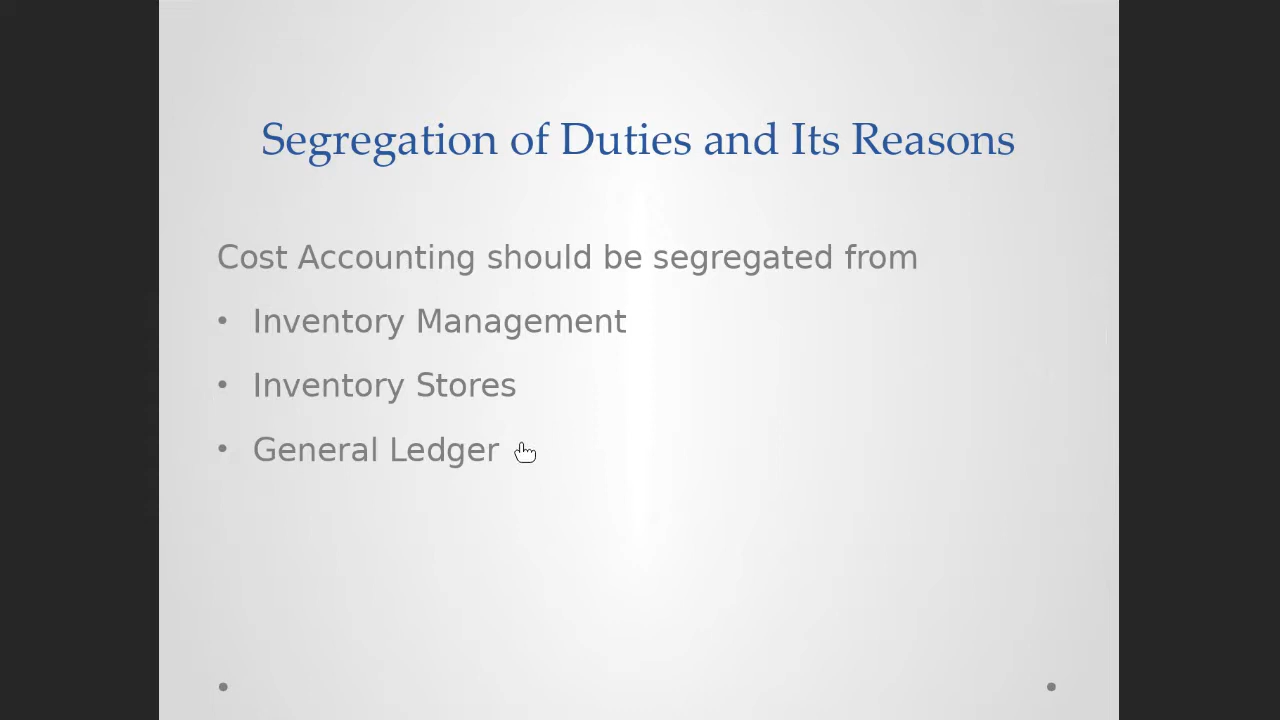 Segregation of Duties and Its Reasons
Cost Accounting should be segregated from
• Inventory Management
• Inventory Stores
• General Ledger